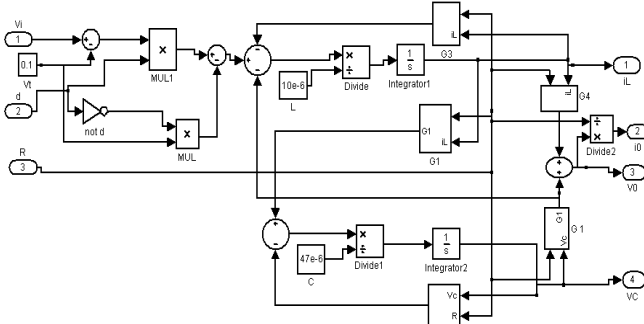 Vi
1
0.1
Vt
d
2
not d
MUL1
MUL
R
3
10e-6
L
Divide
1
s
Integrator1
iL
G3
G1
iL
G1
iL
G4
Divide2
1
iL
2
i0
3
V0
47e-6
C
Divide1
1
s
Integrator2
Vc
R
G1
Vc
G 1
4
VC